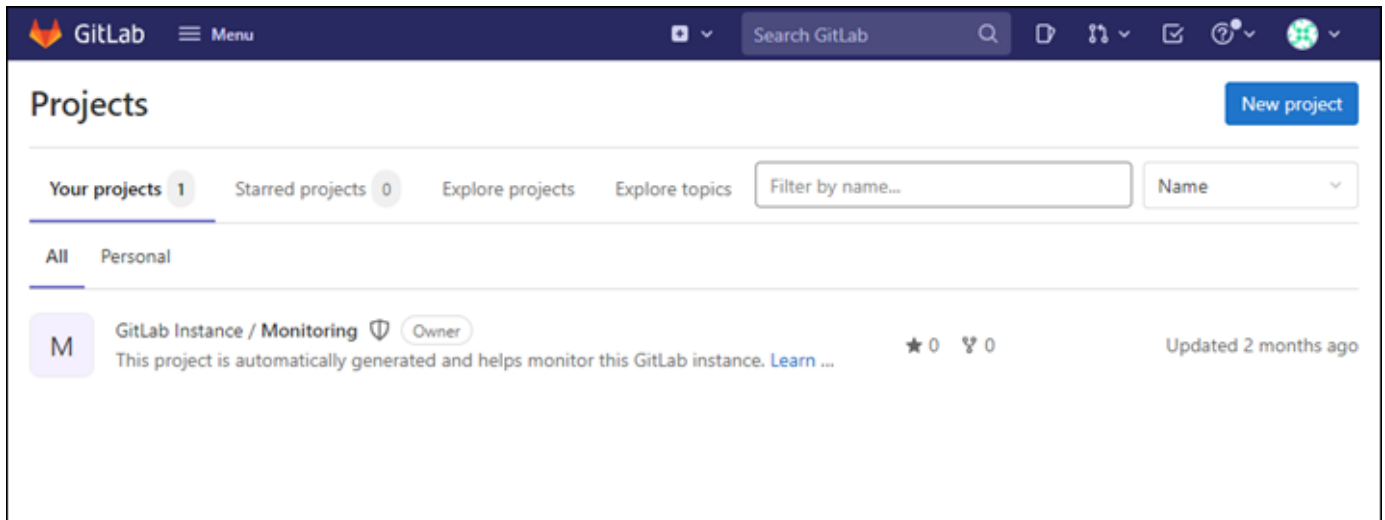 GitLab Menu Search GitLab
Projects New project
Your projects 1 Starred projects 0 Explore projects Explore topics Filter by name... Name
All Personal
M GitLab Instance / Monitoring Owner
This project is automatically generated and helps monitor this GitLab instance. Learn ...
0 0 Updated 2 months ago